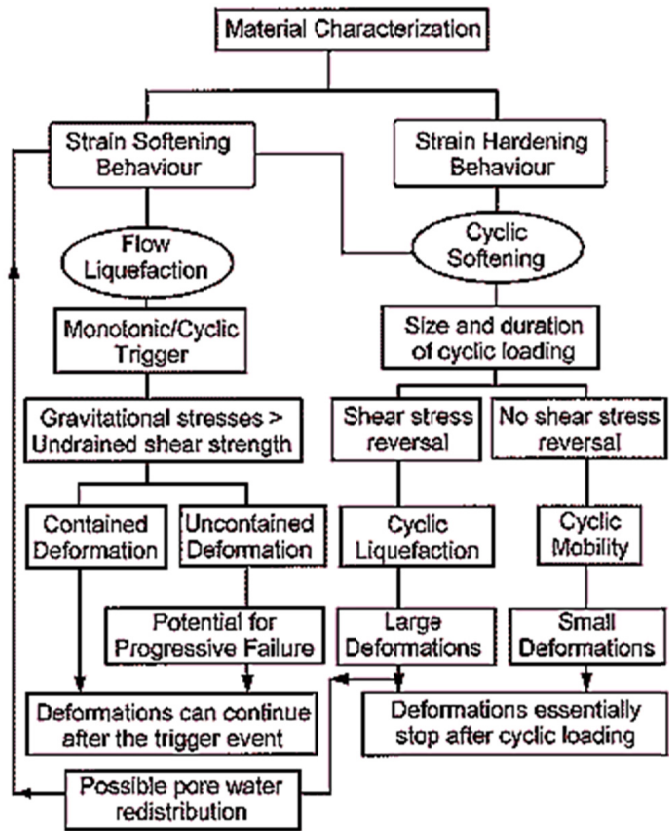 Material Characterization
Strain Softening
Behaviour
Strain Hardening
Behaviour
Flow
Liquefaction
Cyclic
Softening
Monotonic/Cyclic
Trigger
Size and duration
of cyclic loading
Gravitational stresses >
Undrained shear strength
Shear stress
reversal
No shear stress
reversal
Contained
Deformation
Uncontained
Deformation
Cyclic
Liquefaction
Cyclic
Mobility
Potential for
Progressive Failure
Large
Deformations
Small
Deformations
Deformations can continue
after the trigger event
Deformations essentially
stop after cyclic loading
Possible pore water
redistribution